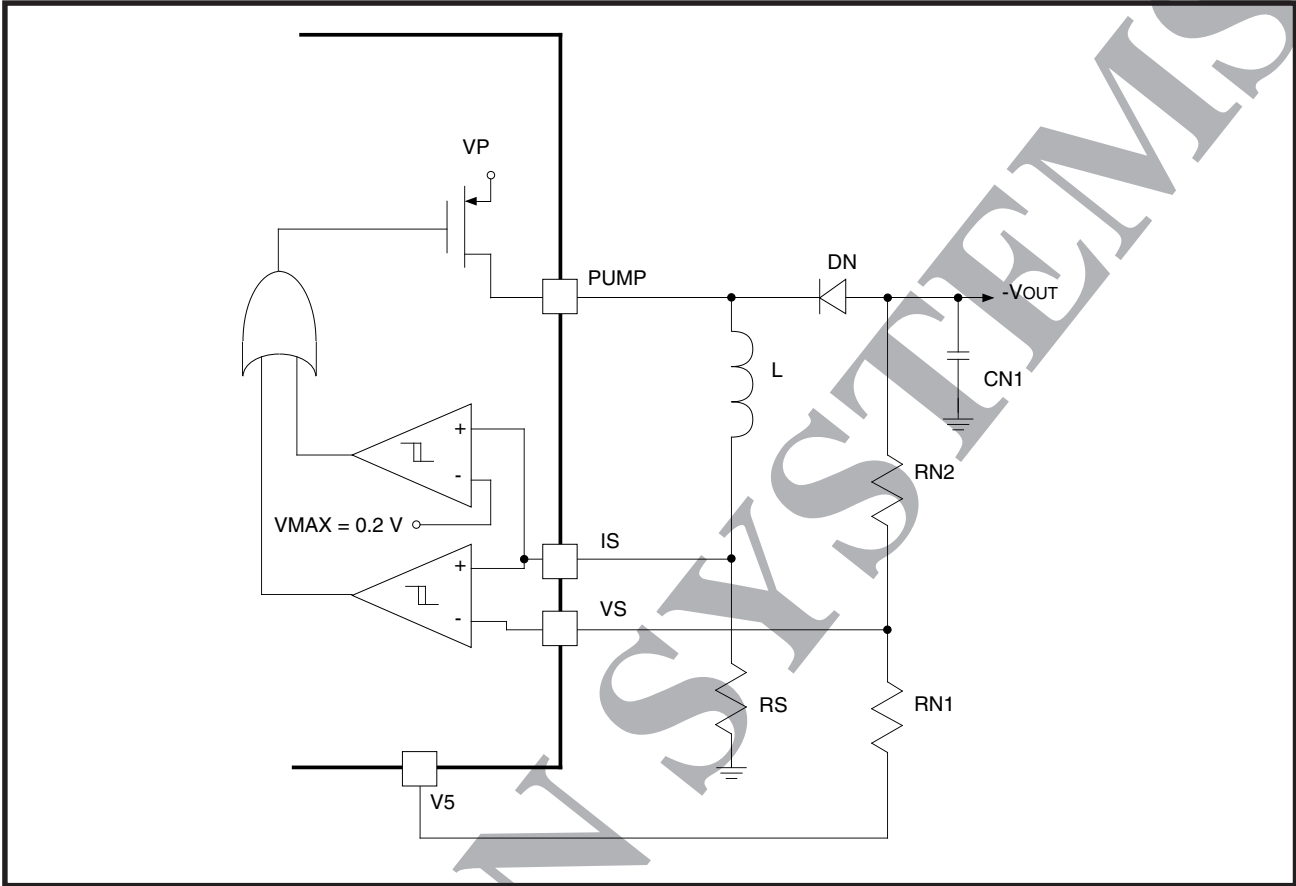 VP
PUMP
DN
-VOUT
L
CN1
+
-
RN2
VMAX = 0.2 V
IS
+
VS
-
RS
RN1
V5
N SYSTEMS